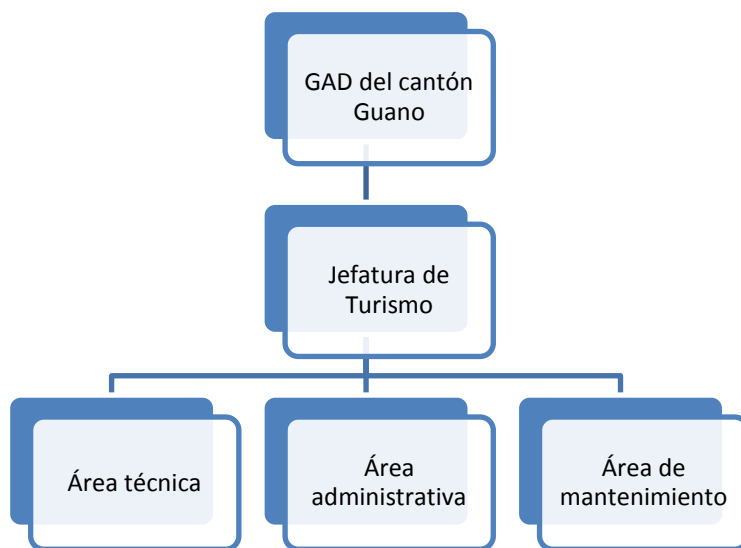 GAD del cantón
Guano
Jefatura de
Turismo
Área técnica
Área
administrativa
Área de
mantenimiento